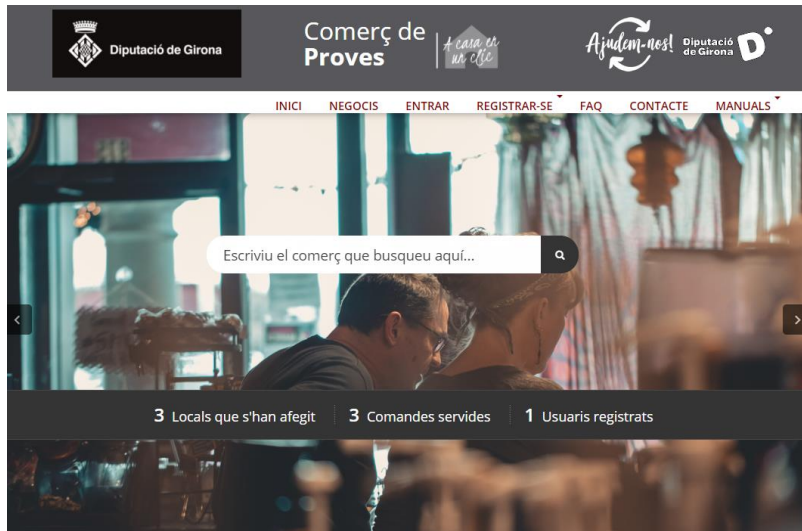 Diputació de Girona
Comerç de
Proves
A casa en
un clic
Ajudem-nos!
Diputació
de Girona
INICI NEGOCIS ENTRAR REGISTRAR-SE FAQ CONTACTE MANUALS
Escriviu el comerç que busqueu aquí...
3 Locals que s'han afegit 3 Comandes servides 1 Usuaris registrats